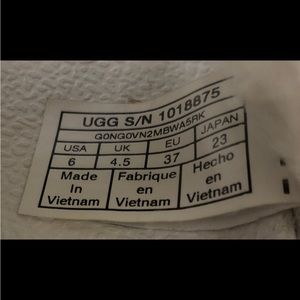 UGG S/N 1018875
G0NG0VN2MBWA5RK
USA UK EU JAPAN
6 4.5 37 23
Made Fabrique Hecho
In en en
Vietnam Vietnam Vietnam